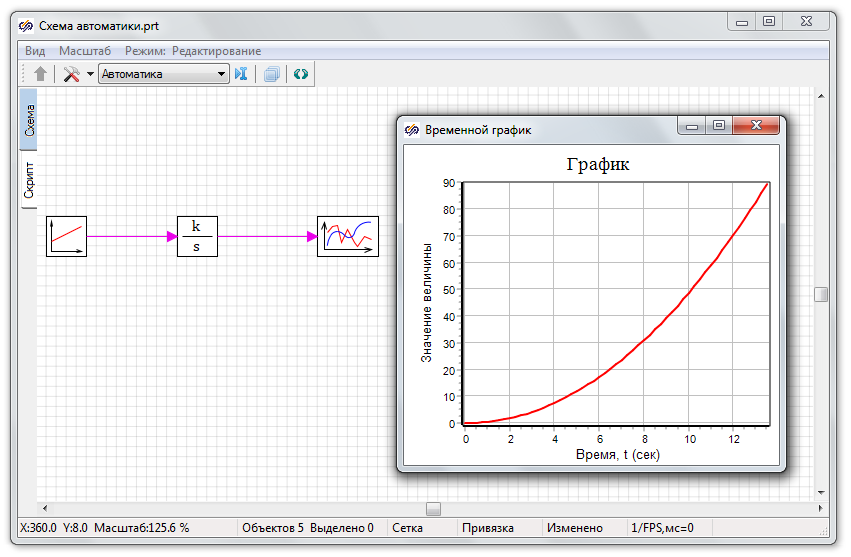 Схема автоматики.prt
Вид Масштаб Режим: Редактирование
Автоматика
Схема
Скрипт
k
s
Временной график
График
Значение величины
90
80
70
60
50
40
30
20
10
0
0 2 4 6 8 10 12
Время, t (сек)
X:360.0 Y:8.0 Масштаб:125.6 % Объектов 5 Выделено 0 Сетка Привязка Изменено 1/FPS,мс=0